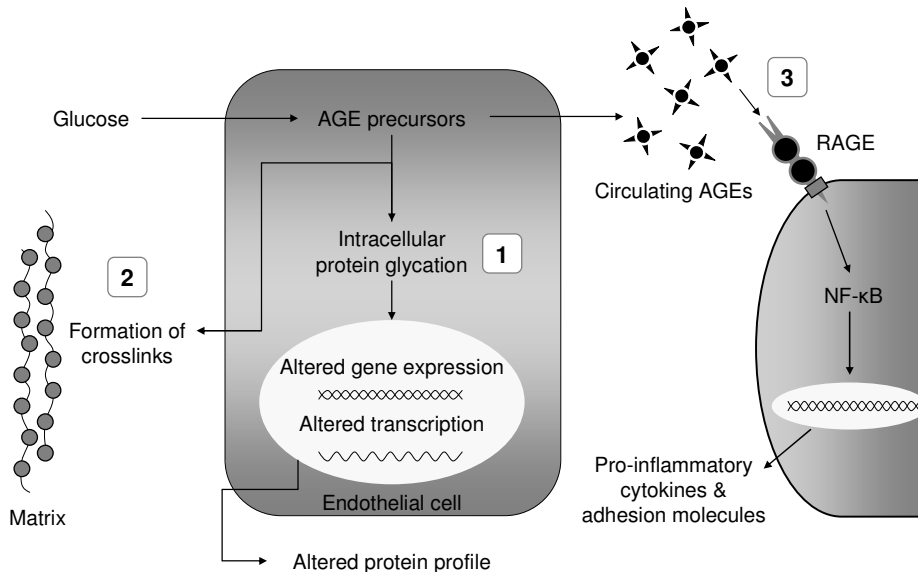 Glucose
AGE precursors
3
RAGE
Circulating AGEs
Intracellular
protein glycation
1
2
Formation of
crosslinks
NF-κB
Altered gene expression
Altered transcription
Endothelial cell
Matrix
Pro-inflammatory
cytokines &
adhesion molecules
Altered protein profile